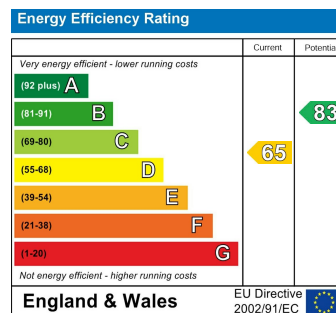 Energy Efficiency Rating
Current Potential
Very energy efficient - lower running costs
(92 plus) A
(81-91) B
83
(69-80) C
65
(55-68) D
(39-54) E
(21-38) F
(1-20) G
Not energy efficient - higher running costs
England & Wales
EU Directive
2002/91/EC